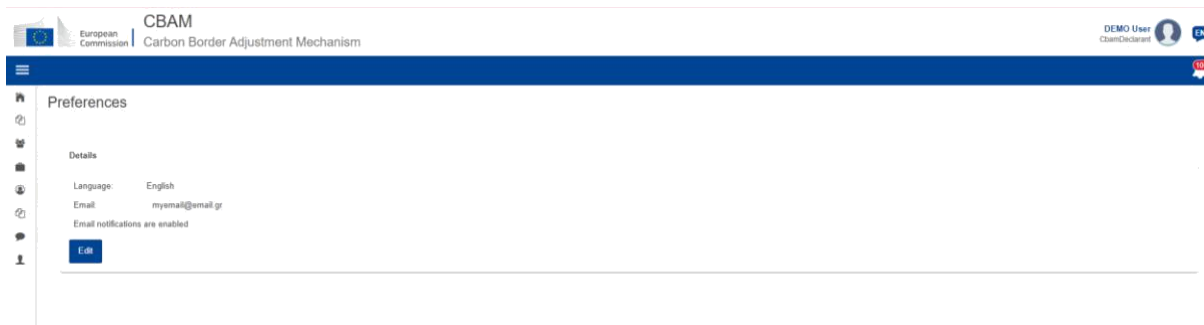 European
Commission
CBAM
Carbon Border Adjustment Mechanism
DEMO User
CbamDeclarant
EN
10
Preferences
Details
Language: English
Email: myemail@email.gr
Email notifications are enabled
Edit